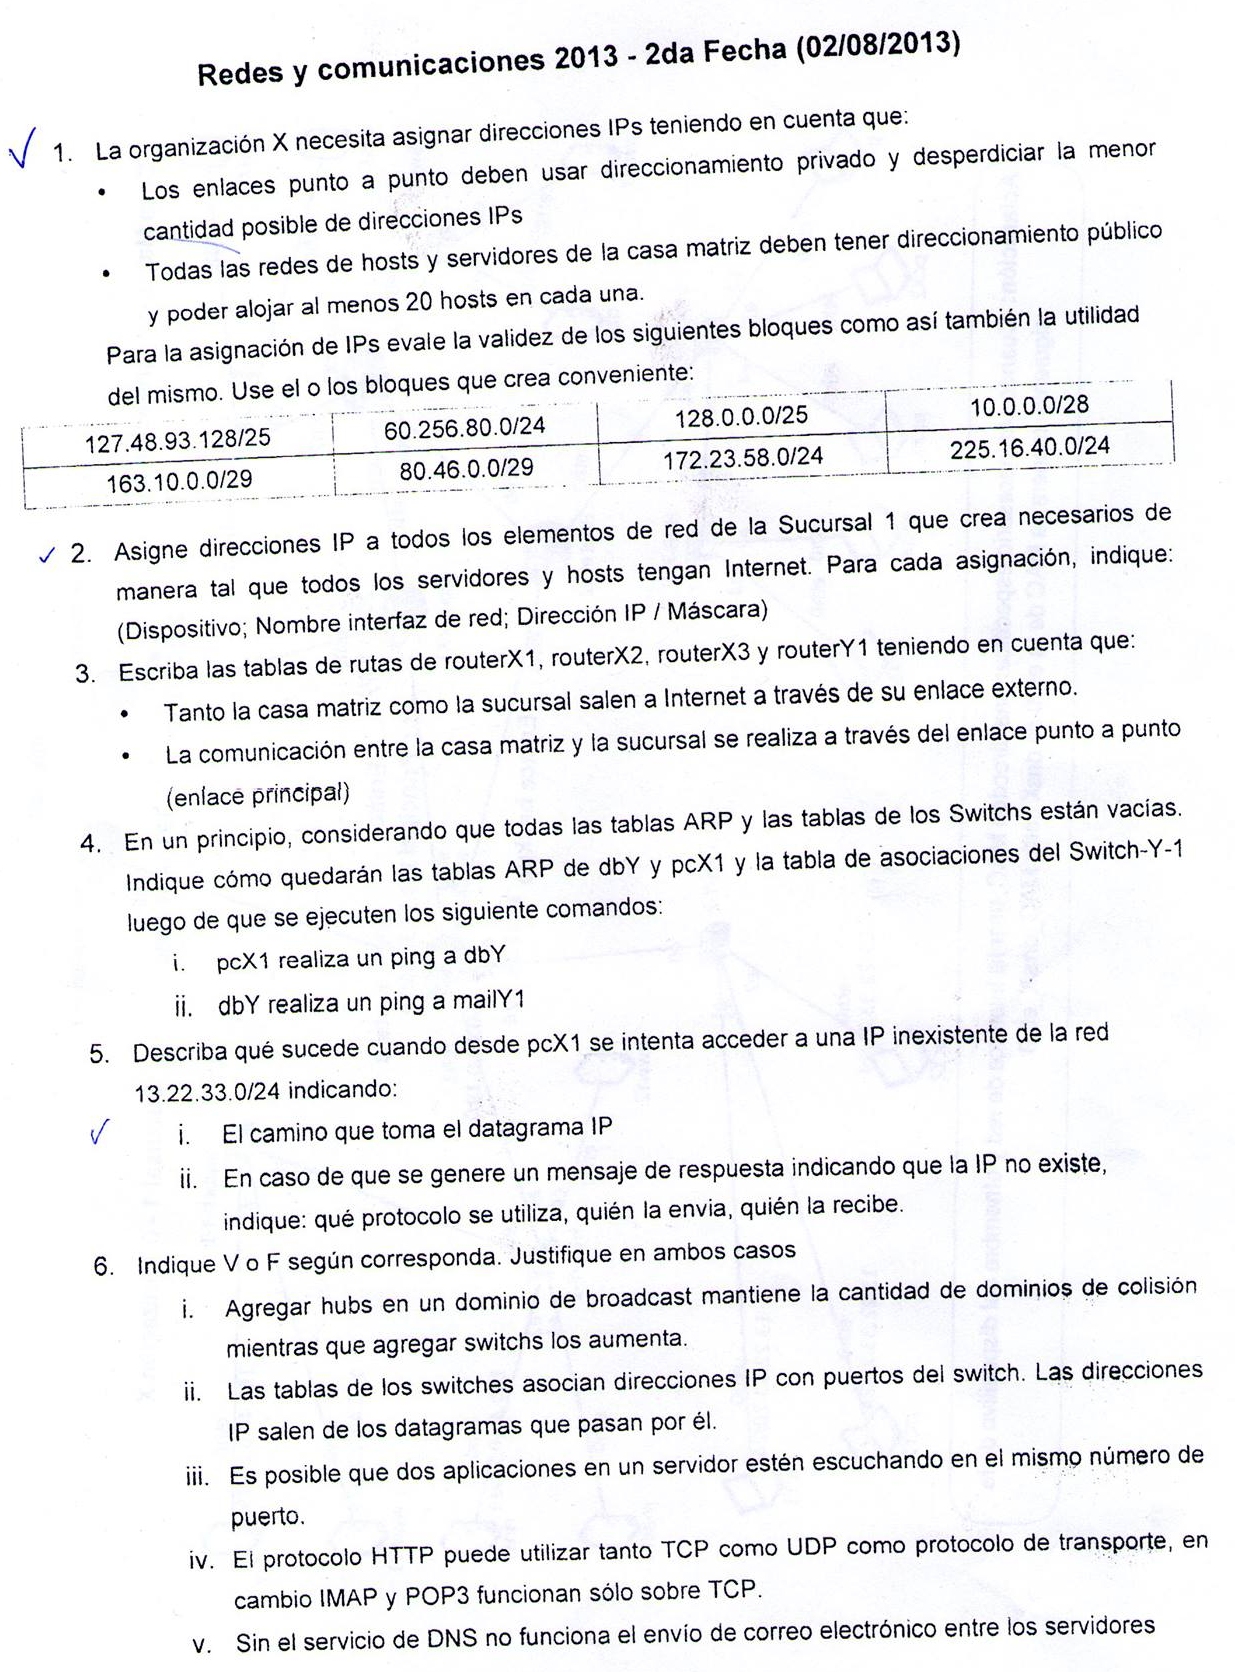 Redes y comunicaciones 2013 - 2da Fecha (02/08/2013)
1. La organización X necesita asignar direcciones IPs teniendo en cuenta que:
• Los enlaces punto a punto deben usar direccionamiento privado y desperdiciar la menor
cantidad posible de direcciones IPs
• Todas las redes de hosts y servidores de la casa matriz deben tener direccionamiento público
y poder alojar al menos 20 hosts en cada una.
Para la asignación de IPs evale la validez de los siguientes bloques como así también la utilidad
del mismo. Use el o los bloques que crea conveniente:
127.48.93.128/25 60.256.80.0/24 128.0.0.0/25 10.0.0.0/28
163.10.0.0/29 80.46.0.0/29 172.23.58.0/24 225.16.40.0/24
2. Asigne direcciones IP a todos los elementos de red de la Sucursal 1 que crea necesarios de
manera tal que todos los servidores y hosts tengan Internet. Para cada asignación, indique:
(Dispositivo; Nombre interfaz de red; Dirección IP / Máscara)
3. Escriba las tablas de rutas de routerX1, routerX2, routerX3 y routerY1 teniendo en cuenta que:
• Tanto la casa matriz como la sucursal salen a Internet a través de su enlace externo.
• La comunicación entre la casa matriz y la sucursal se realiza a través del enlace punto a punto
(enlace principal)
4. En un principio, considerando que todas las tablas ARP y las tablas de los Switchs están vacías.
Indique cómo quedarán las tablas ARP de dbY y pcX1 y la tabla de asociaciones del Switch-Y-1
luego de que se ejecuten los siguiente comandos:
i. pcX1 realiza un ping a dbY
ii. dbY realiza un ping a mailY1
5. Describa qué sucede cuando desde pcX1 se intenta acceder a una IP inexistente de la red
13.22.33.0/24 indicando:
i. El camino que toma el datagrama IP
ii. En caso de que se genere un mensaje de respuesta indicando que la IP no existe,
indique: qué protocolo se utiliza, quién la envia, quién la recibe.
6. Indique V o F según corresponda. Justifique en ambos casos
i. Agregar hubs en un dominio de broadcast mantiene la cantidad de dominios de colisión
mientras que agregar switchs los aumenta.
ii. Las tablas de los switches asocian direcciones IP con puertos del switch. Las direcciones
IP salen de los datagramas que pasan por él.
iii. Es posible que dos aplicaciones en un servidor estén escuchando en el mismo número de
puerto.
iv. El protocolo HTTP puede utilizar tanto TCP como UDP como protocolo de transporte, en
cambio IMAP y POP3 funcionan sólo sobre TCP.
v. Sin el servicio de DNS no funciona el envío de correo electrónico entre los servidores